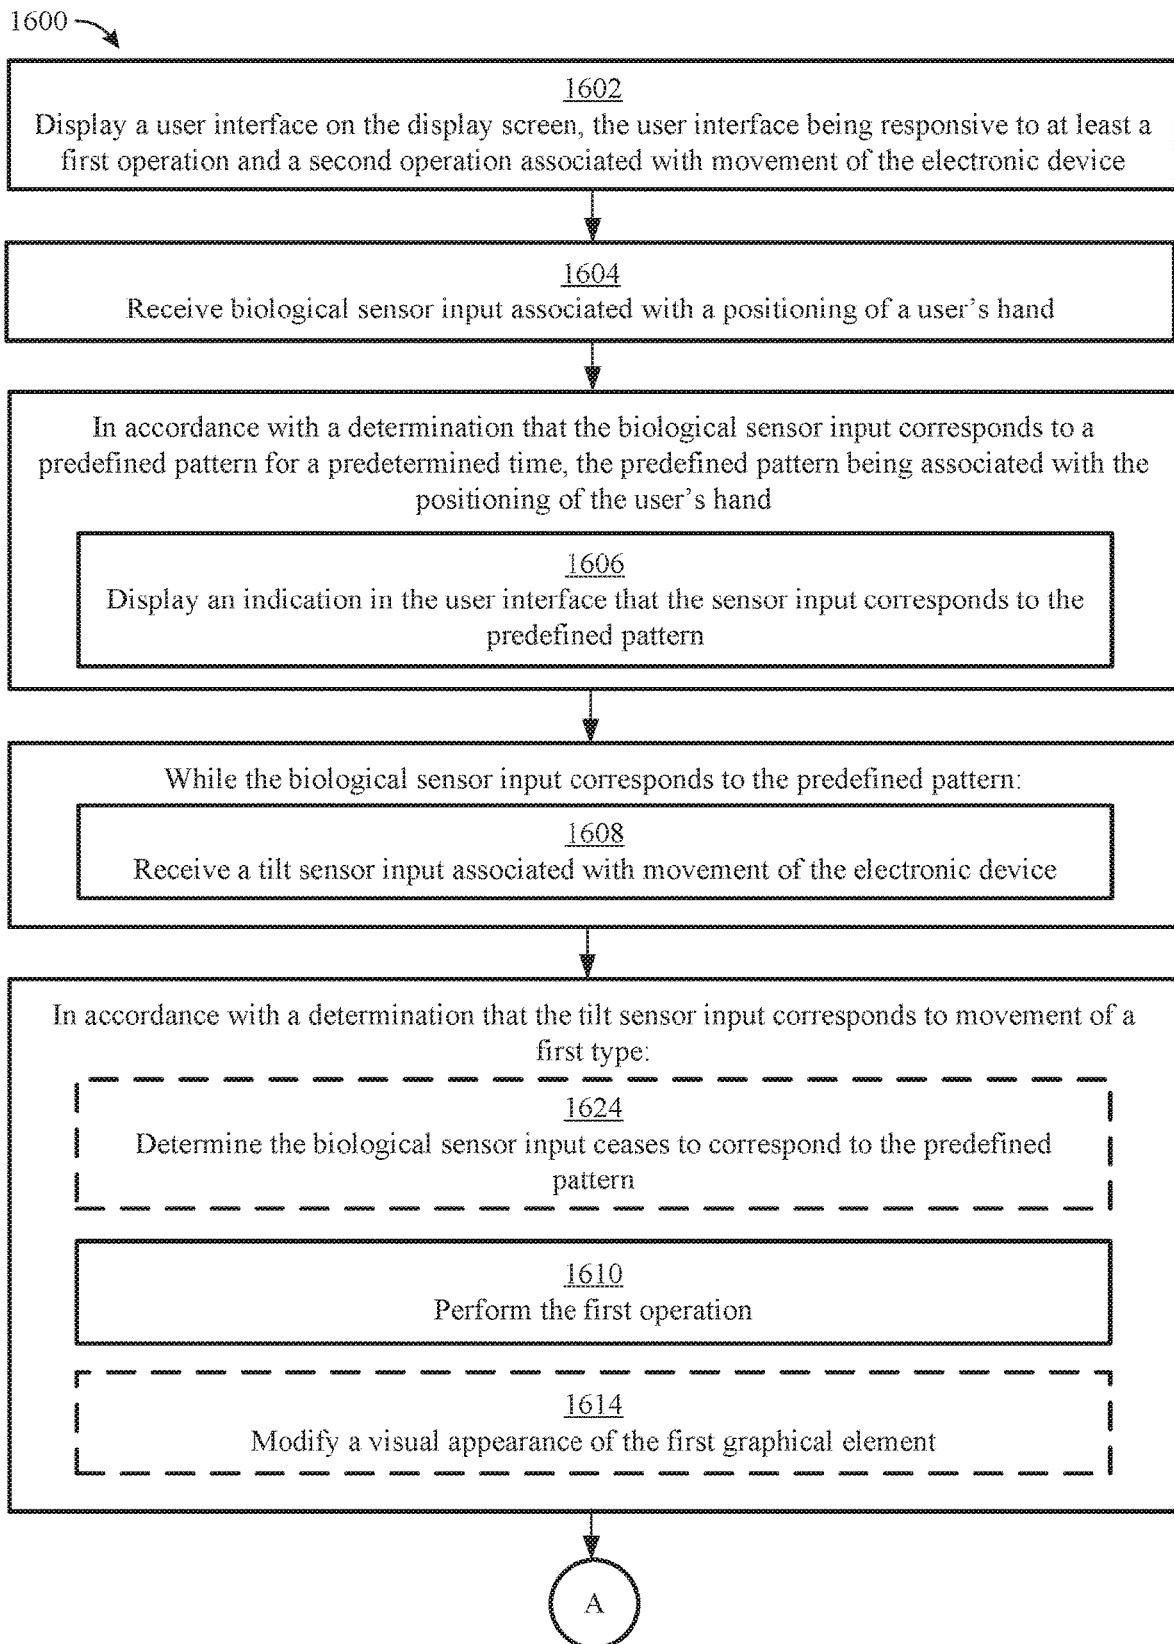 1600
1602
Display a user interface on the display screen, the user interface being responsive to at least a
first operation and a second operation associated with movement of the electronic device
1604
Receive biological sensor input associated with a positioning of a user's hand
In accordance with a determination that the biological sensor input corresponds to a
predefined pattern for a predetermined time, the predefined pattern being associated with the
positioning of the user's hand
1606
Display an indication in the user interface that the sensor input corresponds to the
predefined pattern
While the biological sensor input corresponds to the predefined pattern:
1608
Receive a tilt sensor input associated with movement of the electronic device
In accordance with a determination that the tilt sensor input corresponds to movement of a
first type:
1624
Determine the biological sensor input ceases to correspond to the predefined
pattern
1610
Perform the first operation
1614
Modify a visual appearance of the first graphical element
A